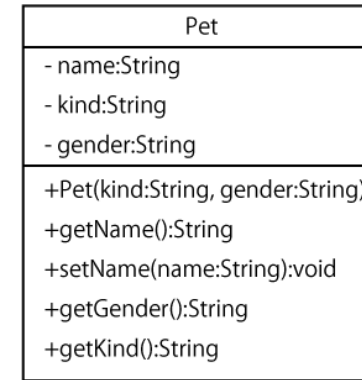 Pet
- name:String
- kind:String
- gender:String
+Pet(kind:String, gender:String)
+getName():String
+setName(name:String):void
+getGender():String
+getKind():String